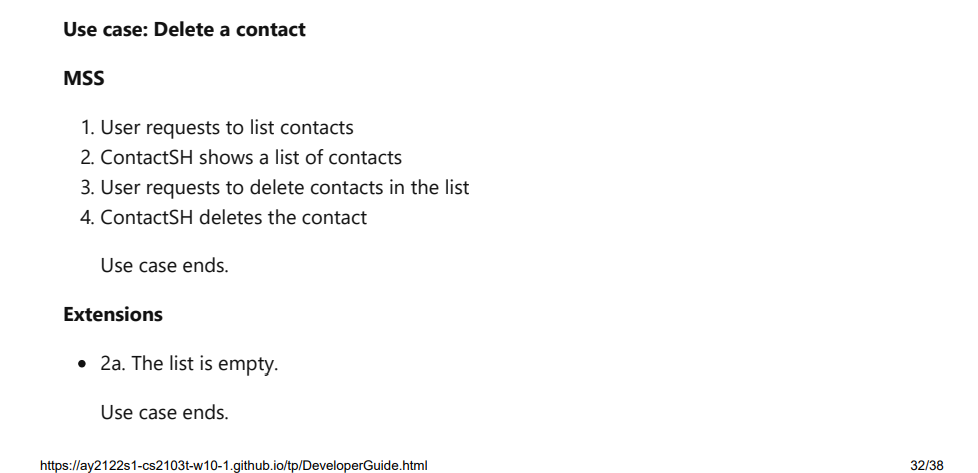 Use case: Delete a contact
MSS
1. User requests to list contacts
2. ContactSH shows a list of contacts
3. User requests to delete contacts in the list
4. ContactSH deletes the contact
Use case ends.
Extensions
• 2a. The list is empty.
Use case ends.
https://ay2122s1-cs2103t-w10-1.github.io/tp/DeveloperGuide.html 32/38